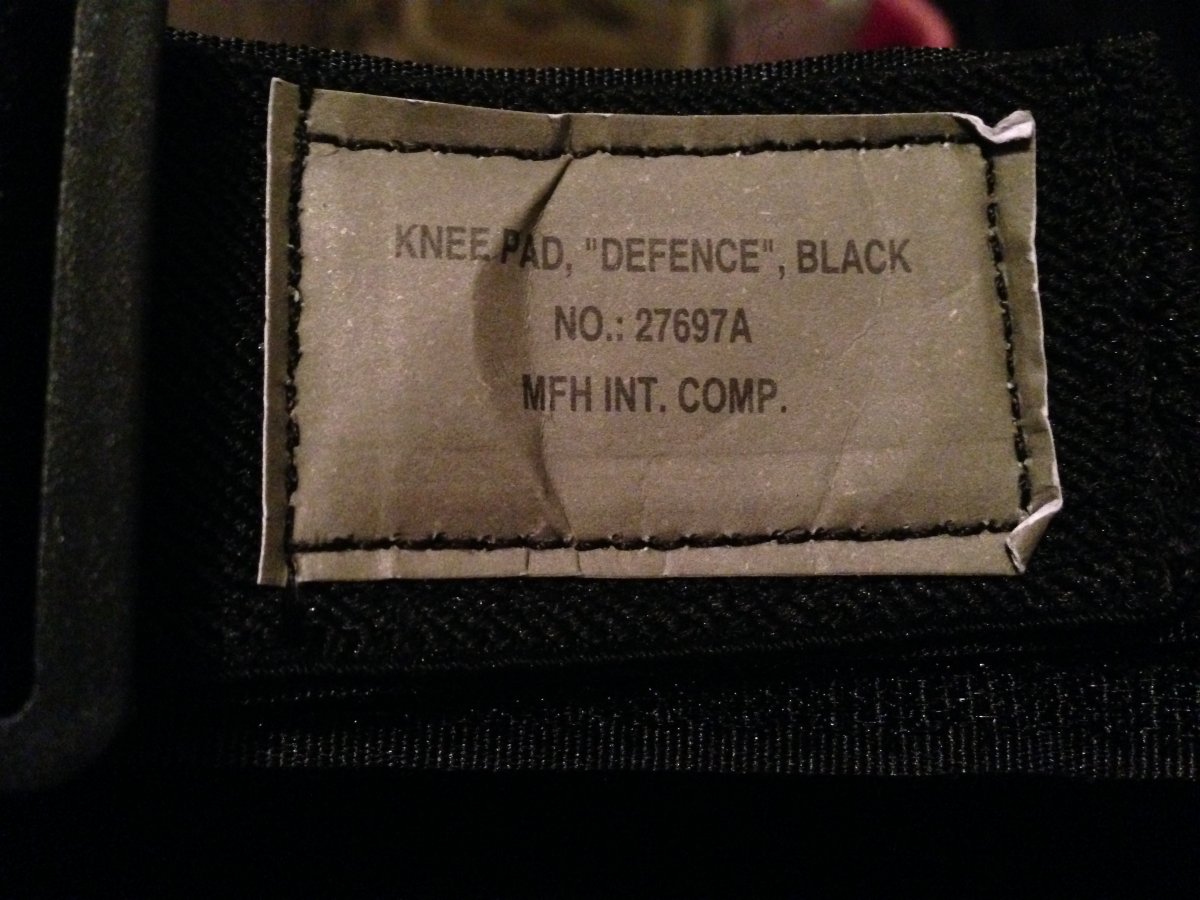 KNEE PAD, "DEFENCE", BLACK
NO.: 27697A
MFH INT. COMP.